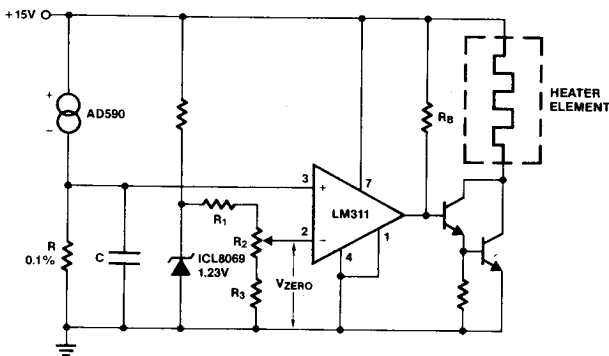 +15V
+
AD590
−
R
0.1%
C
ICL8069
1.23V
R1
R2
R3
VZERO
3
+
2
−
LM311
7
4
1
RB
HEATER
ELEMENT